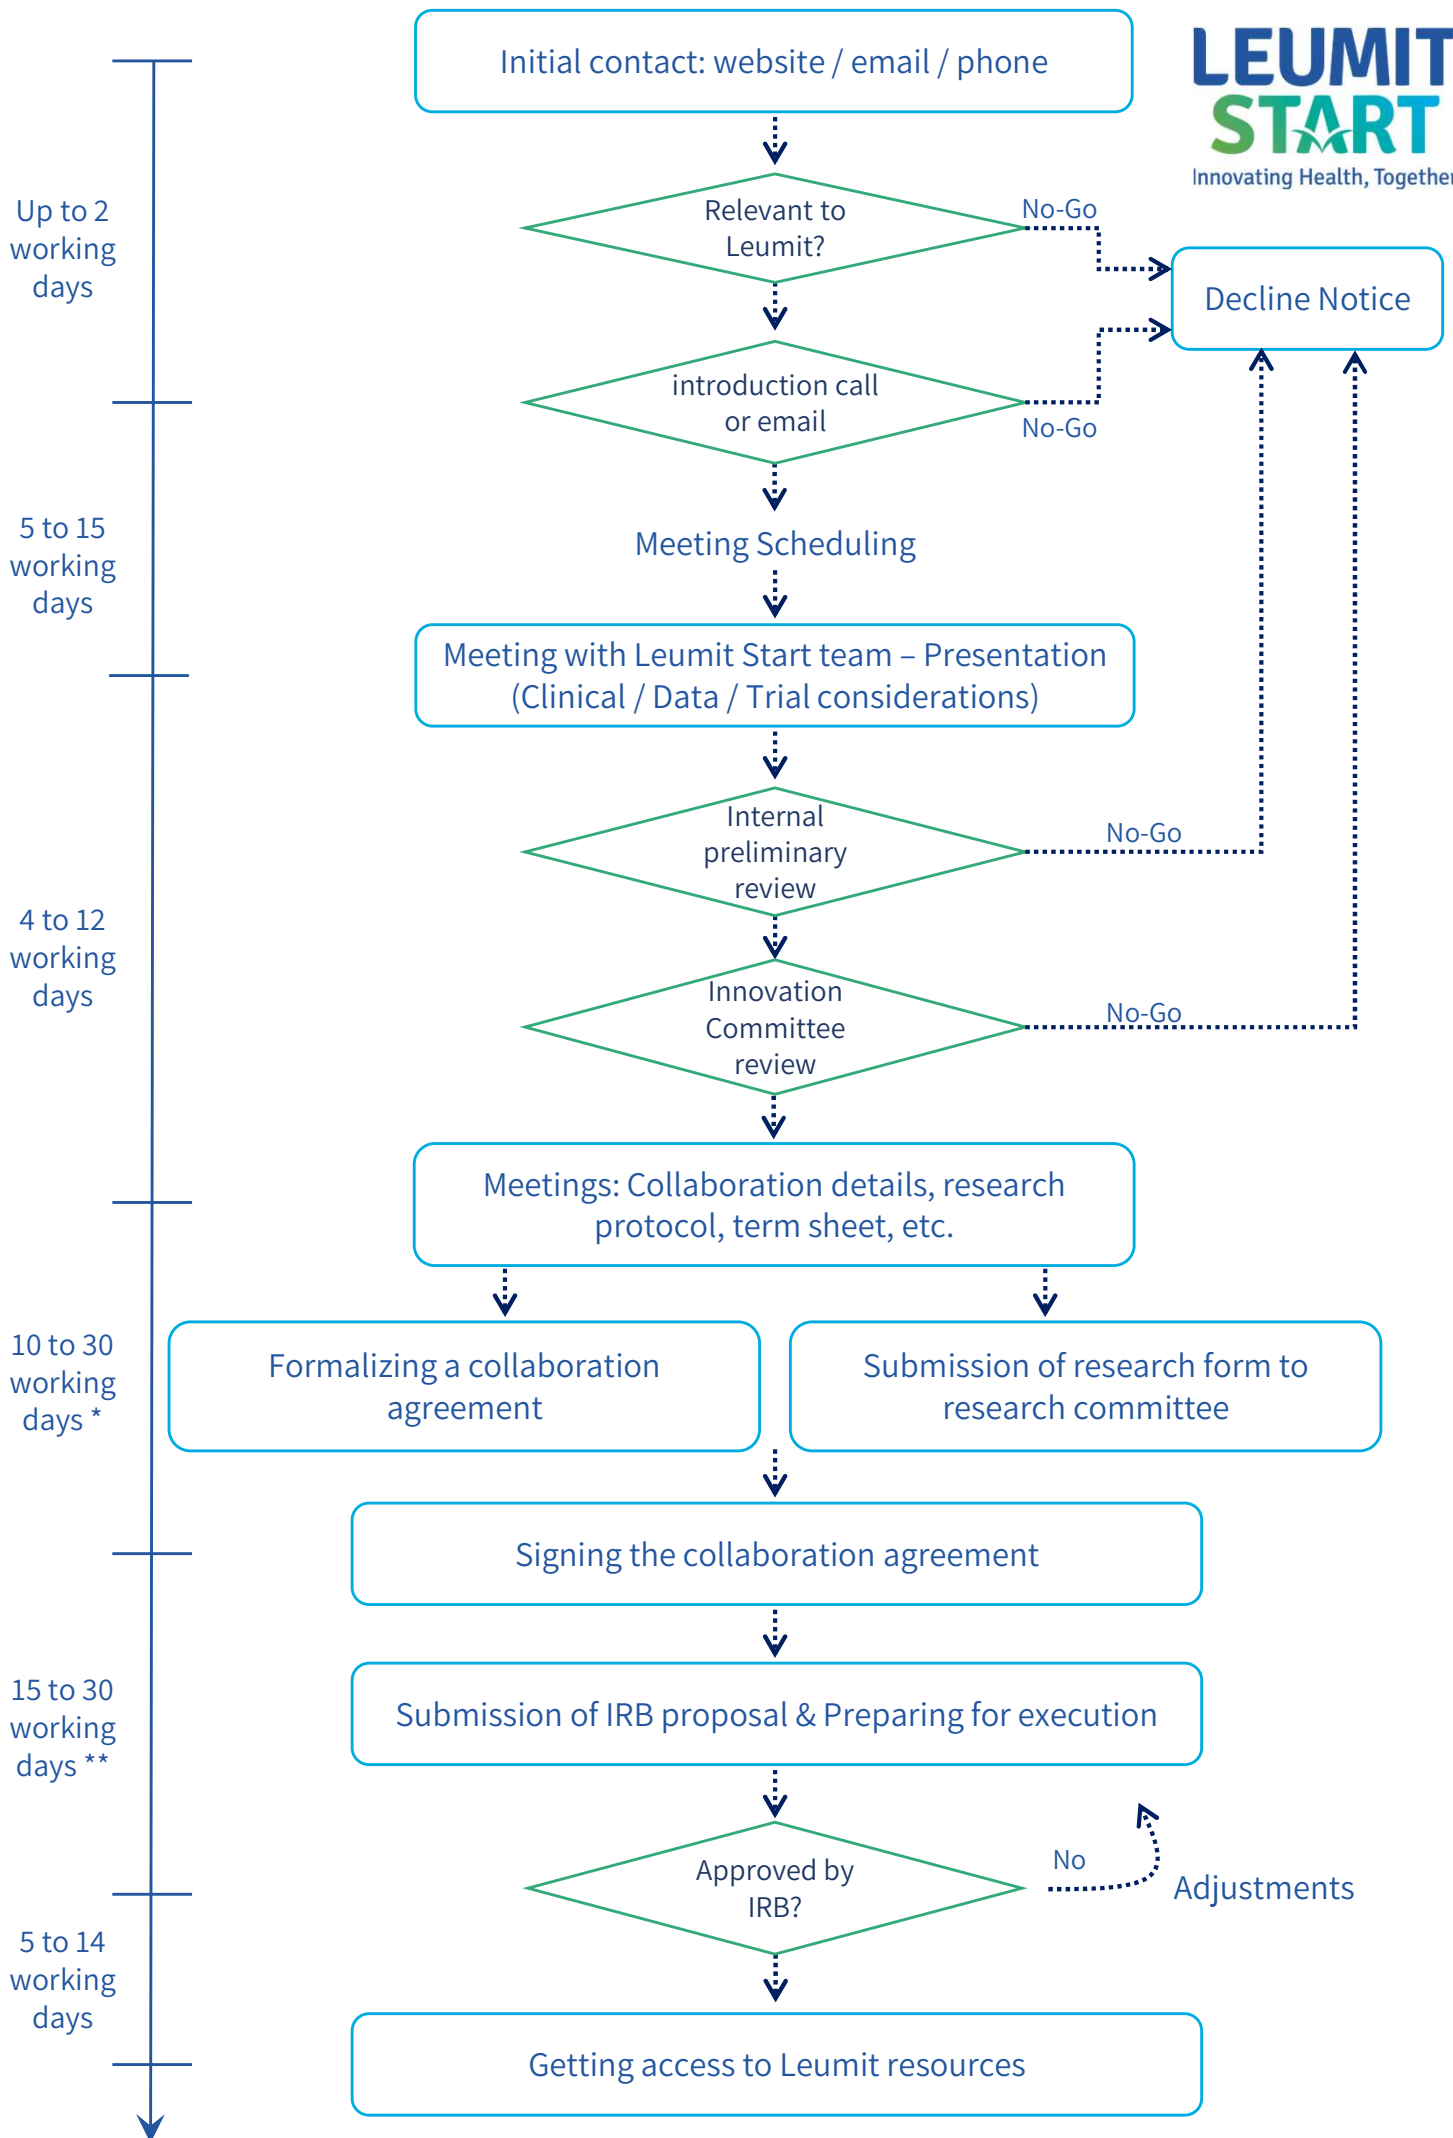 Initial contact: website / email / phone
LEUMIT
START
Innovating Health, Together
Up to 2
working
days
Relevant to
Leumit?
No-Go
Decline Notice
introduction call
or email
No-Go
5 to 15
working
days
Meeting Scheduling
Meeting with Leumit Start team – Presentation
(Clinical / Data / Trial considerations)
4 to 12
working
days
Internal
preliminary
review
No-Go
Innovation
Committee
review
No-Go
Meetings: Collaboration details, research
protocol, term sheet, etc.
10 to 30
working
days *
Formalizing a collaboration
agreement
Submission of research form to
research committee
Signing the collaboration agreement
15 to 30
working
days **
Submission of IRB proposal & Preparing for execution
Approved by
IRB?
No
Adjustments
5 to 14
working
days
Getting access to Leumit resources